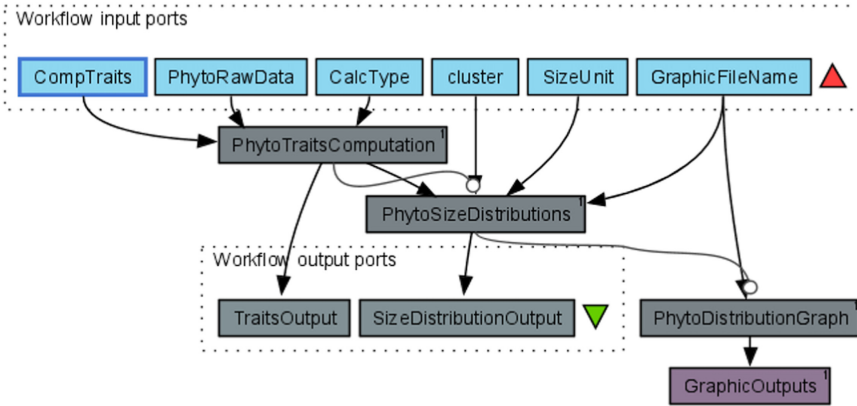 Workflow input ports
CompTraits PhytoRawData CalcType cluster SizeUnit GraphicFileName
PhytoTraitsComputation 1
PhytoSizeDistributions 1
Workflow output ports
TraitsOutput SizeDistributionOutput PhytoDistributionGraph 1
GraphicOutputs 1